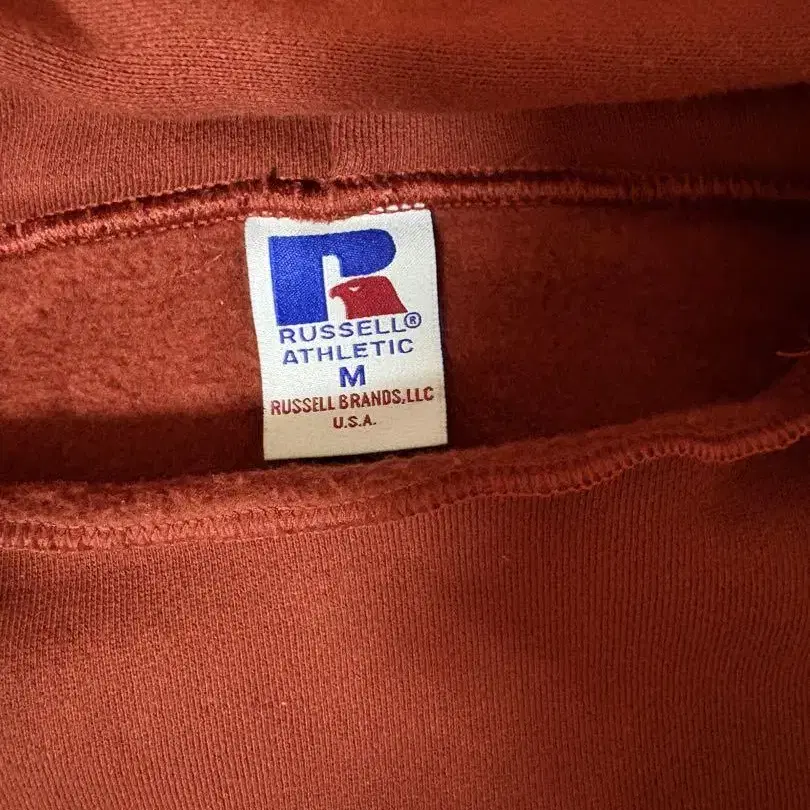 R
RUSSELL®
ATHLETIC
M
RUSSELL BRANDS,LLC
U.S.A.